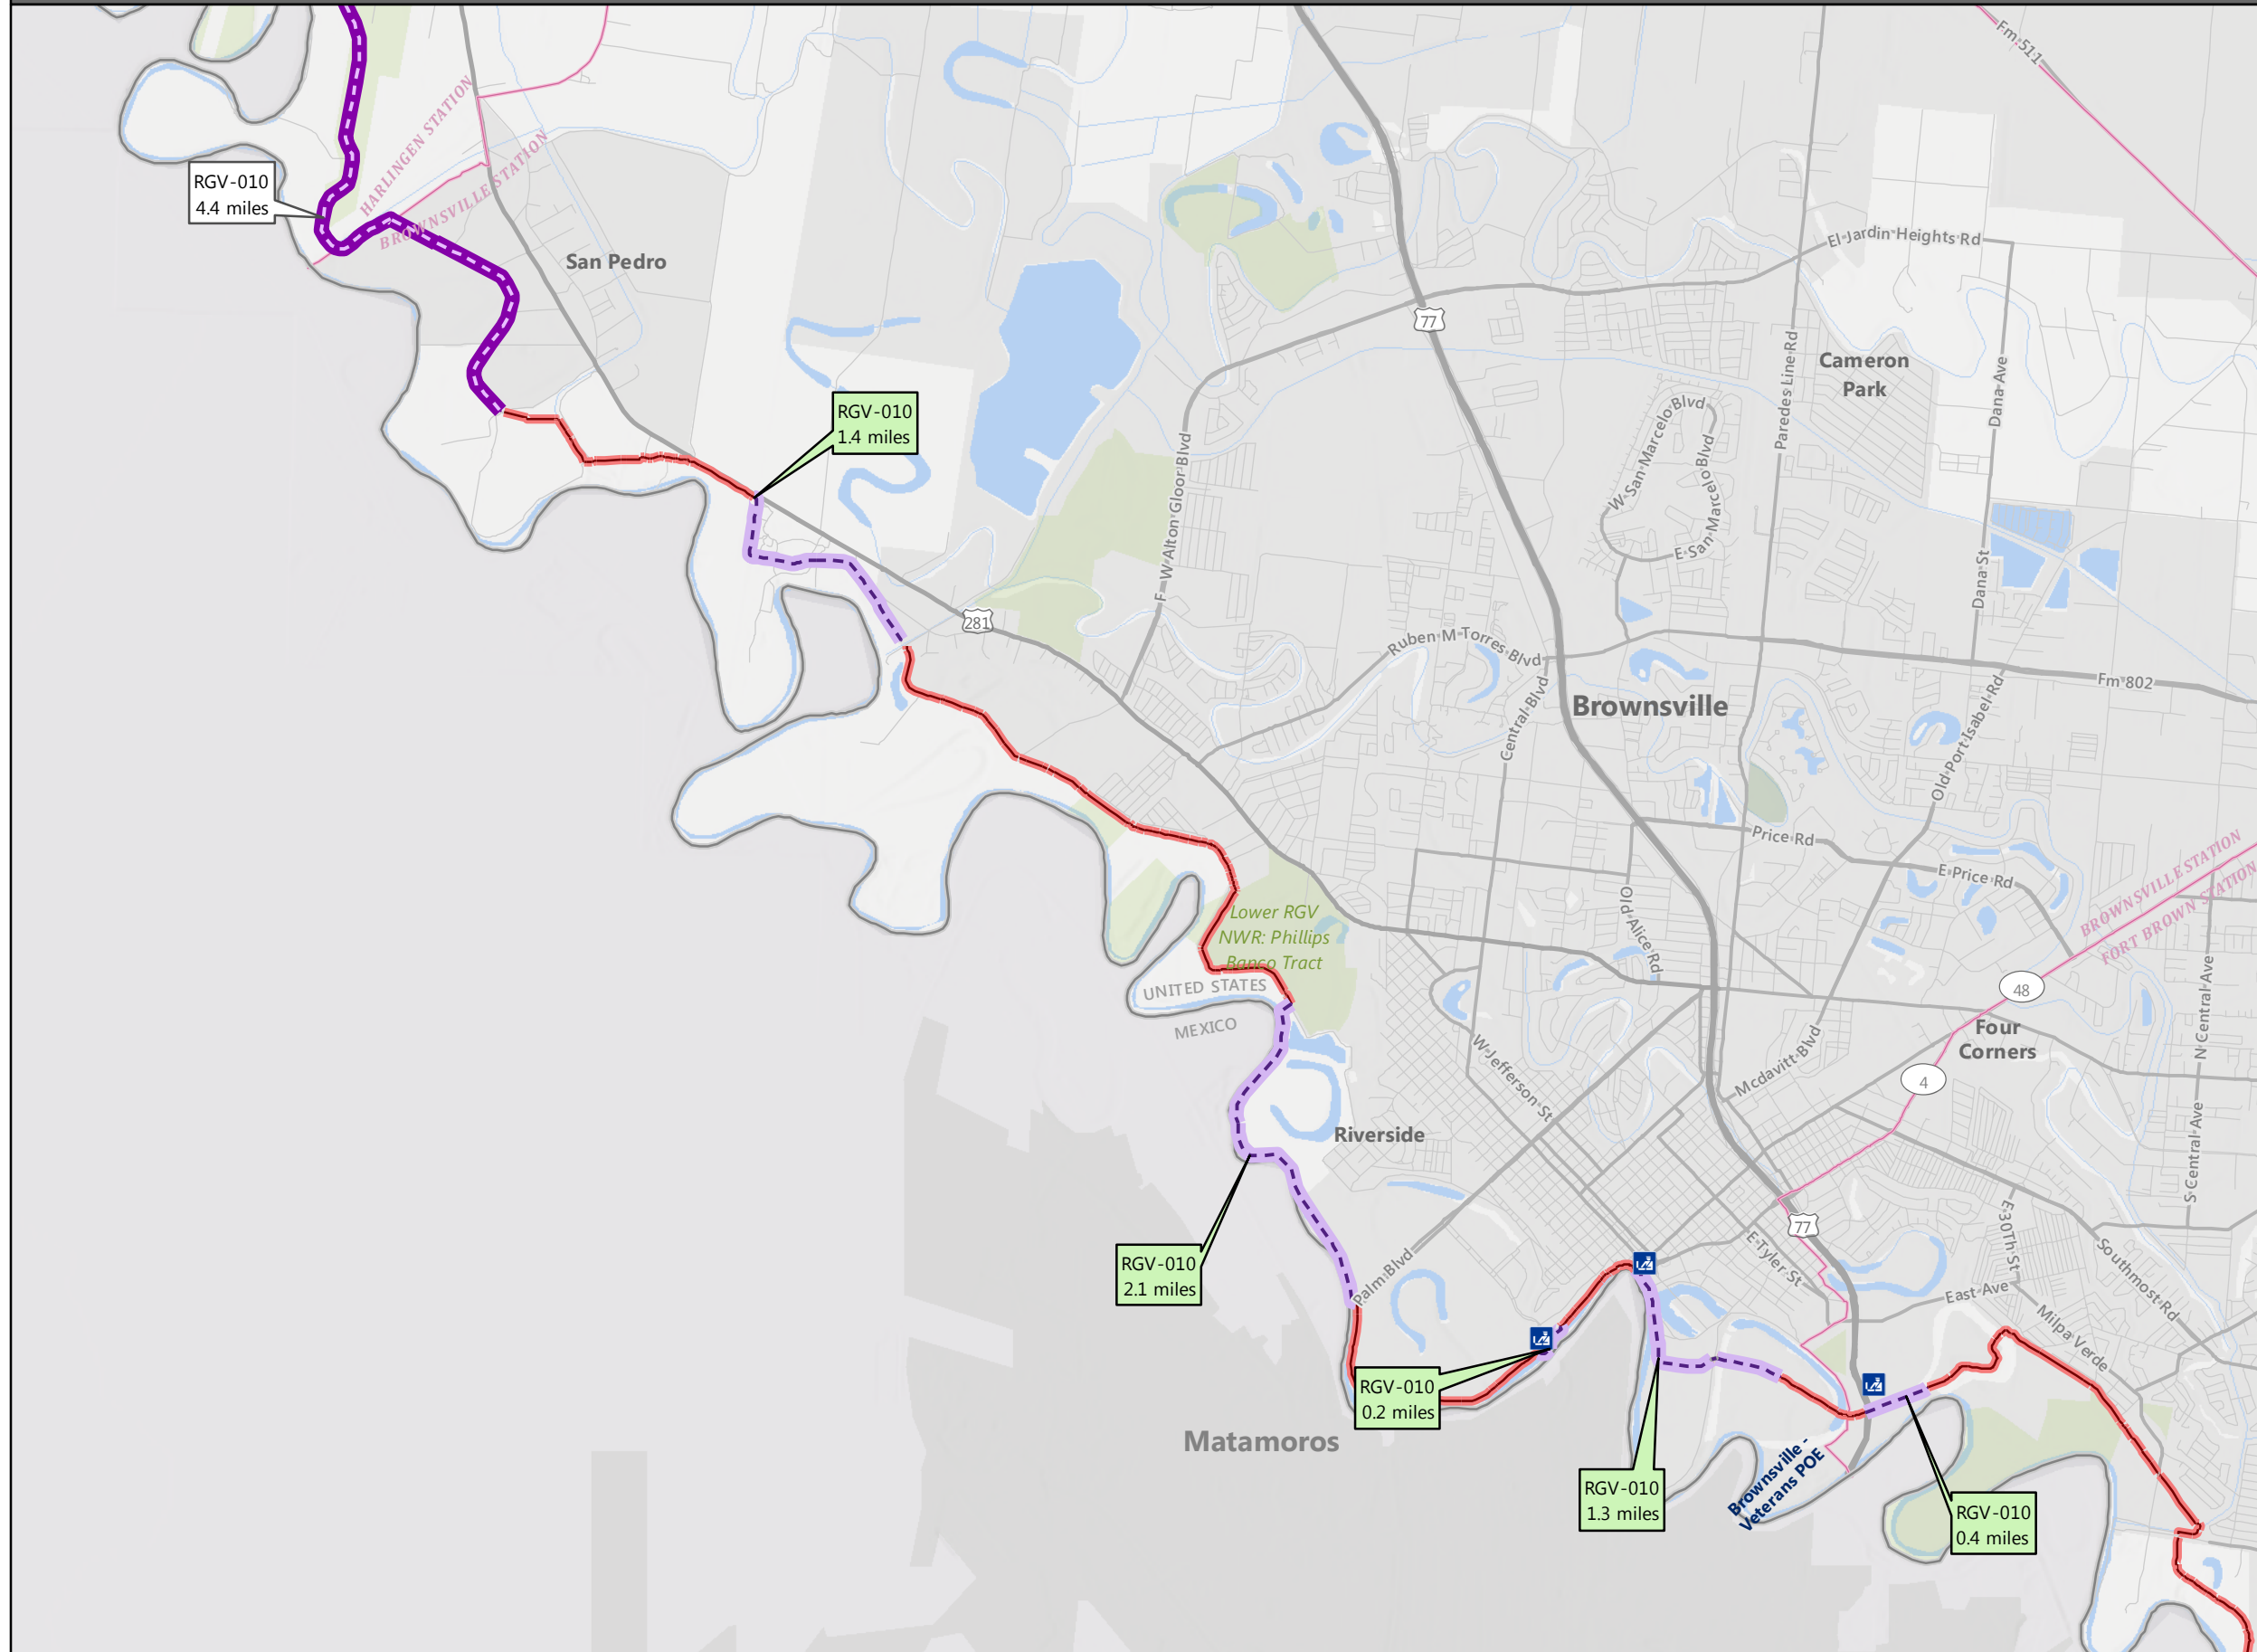 Fm 511
HARLINGEN STATION
BROWNSVILLE STATION
RGV-010
4.4 miles
San Pedro
El Jardin Heights Rd
77
Cameron
Park
Paredes Line Rd
Dana Ave
RGV-010
1.4 miles
W San Marcelo Blvd
E San Marcelo Blvd
F W Alton Gloor Blvd
Dana St
281
Ruben M Torres Blvd
Fm 802
Central Blvd
Brownsville
Old Port Isabel Rd
Price Rd
E Price Rd
BROWNSVILLE STATION
FORT BROWN STATION
Old Alice Rd
Lower RGV
NWR: Phillips
Banco Tract
UNITED STATES
MEXICO
48
Four
Corners
N Central Ave
4
Mcdavitt Blvd
W Jefferson St
Riverside
S Central Ave
77
E 30Th St
E Tyler St
Southmost Rd
East Ave
Milpa Verde
Palm Blvd
RGV-010
2.1 miles
RGV-010
0.2 miles
Matamoros
RGV-010
1.3 miles
Brownsville -
Veterans POE
RGV-010
0.4 miles